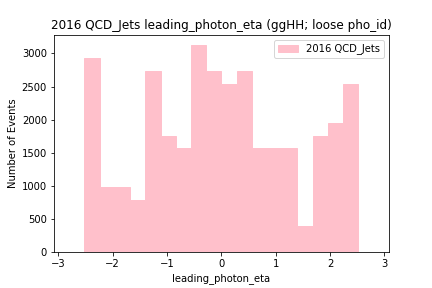 2016 QCD_Jets leading_photon_eta (ggHH; loose pho_id)
2016 QCD_Jets
Number of Events
3000
2500
2000
1500
1000
500
0
−3 −2 −1 0 1 2 3
leading_photon_eta